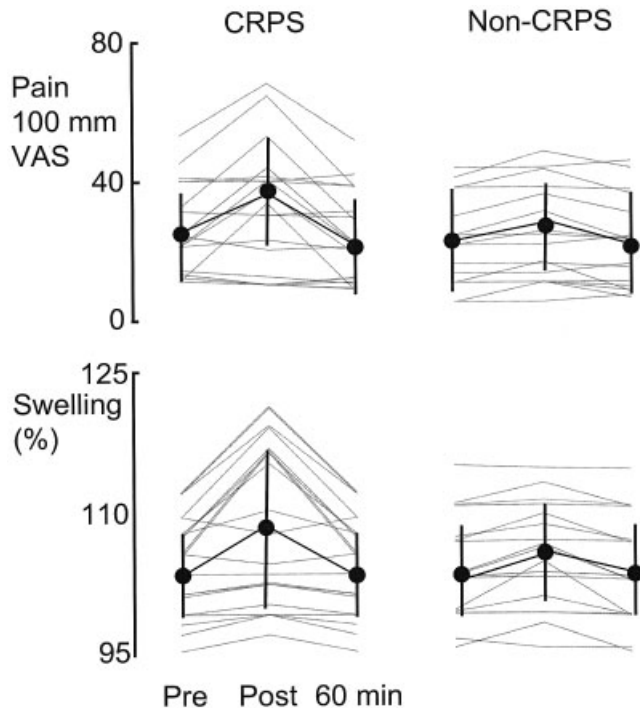 CRPS Non-CRPS
80
Pain
100 mm
VAS
40
0
125
Swelling
(%)
110
95
Pre Post 60 min